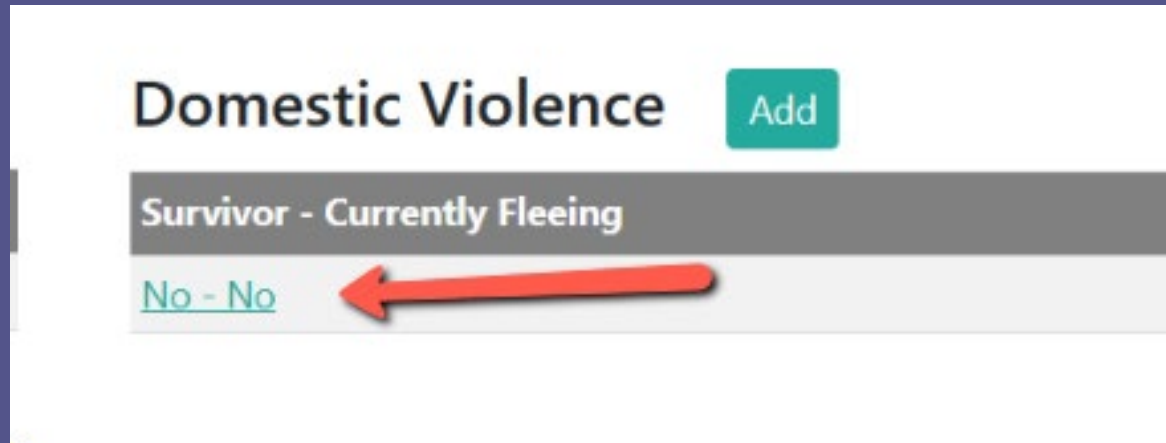 Domestic Violence Add
Survivor - Currently Fleeing
No - No